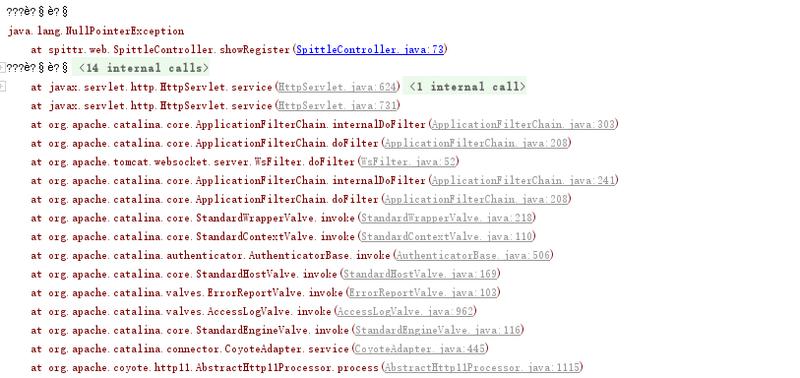 ???è?§è?§
java.lang.NullPointerException
at spittr.web.SpittleController.showRegister(SpittleController.java:73)
???è?§è?§ <14 internal calls>
at javax.servlet.http.HttpServlet.service(HttpServlet.java:624) <1 internal call>
at javax.servlet.http.HttpServlet.service(HttpServlet.java:731)
at org.apache.catalina.core.ApplicationFilterChain.internalDoFilter(ApplicationFilterChain.java:303)
at org.apache.catalina.core.ApplicationFilterChain.doFilter(ApplicationFilterChain.java:208)
at org.apache.tomcat.websocket.server.WsFilter.doFilter(WsFilter.java:52)
at org.apache.catalina.core.ApplicationFilterChain.internalDoFilter(ApplicationFilterChain.java:241)
at org.apache.catalina.core.ApplicationFilterChain.doFilter(ApplicationFilterChain.java:208)
at org.apache.catalina.core.StandardWrapperValve.invoke(StandardWrapperValve.java:218)
at org.apache.catalina.core.StandardContextValve.invoke(StandardContextValve.java:110)
at org.apache.catalina.authenticator.AuthenticatorBase.invoke(AuthenticatorBase.java:506)
at org.apache.catalina.core.StandardHostValve.invoke(StandardHostValve.java:169)
at org.apache.catalina.valves.ErrorReportValve.invoke(ErrorReportValve.java:103)
at org.apache.catalina.valves.AccessLogValve.invoke(AccessLogValve.java:962)
at org.apache.catalina.core.StandardEngineValve.invoke(StandardEngineValve.java:116)
at org.apache.catalina.connector.CoyoteAdapter.service(CoyoteAdapter.java:445)
at org.apache.coyote.http11.AbstractHttp11Processor.process(AbstractHttp11Processor.java:1115)